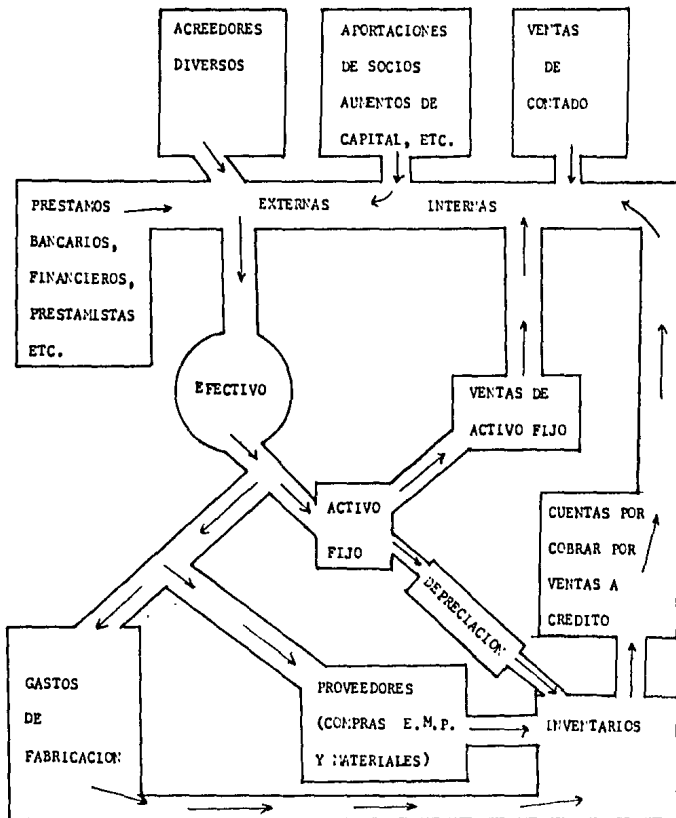 ACREEDORES
DIVERSOS
APORTACIONES
DE SOCIOS
AUMENTOS DE
CAPITAL, ETC.
VENTAS
DE
CONTADO
PRESTAMOS
BANCARIOS,
FINANCIEROS,
PRESTAMISTAS
ETC.
EXTERNAS
INTERNAS
EFECTIVO
VENTAS DE
ACTIVO FIJO
ACTIVO
FIJO
DEPRECIACION
CUENTAS POR
COBRAR POR
VENTAS A
CREDITO
GASTOS
DE
FABRICACION
PROVEEDORES
(COMPRAS E.M.P.
Y MATERIALES)
INVENTARIOS